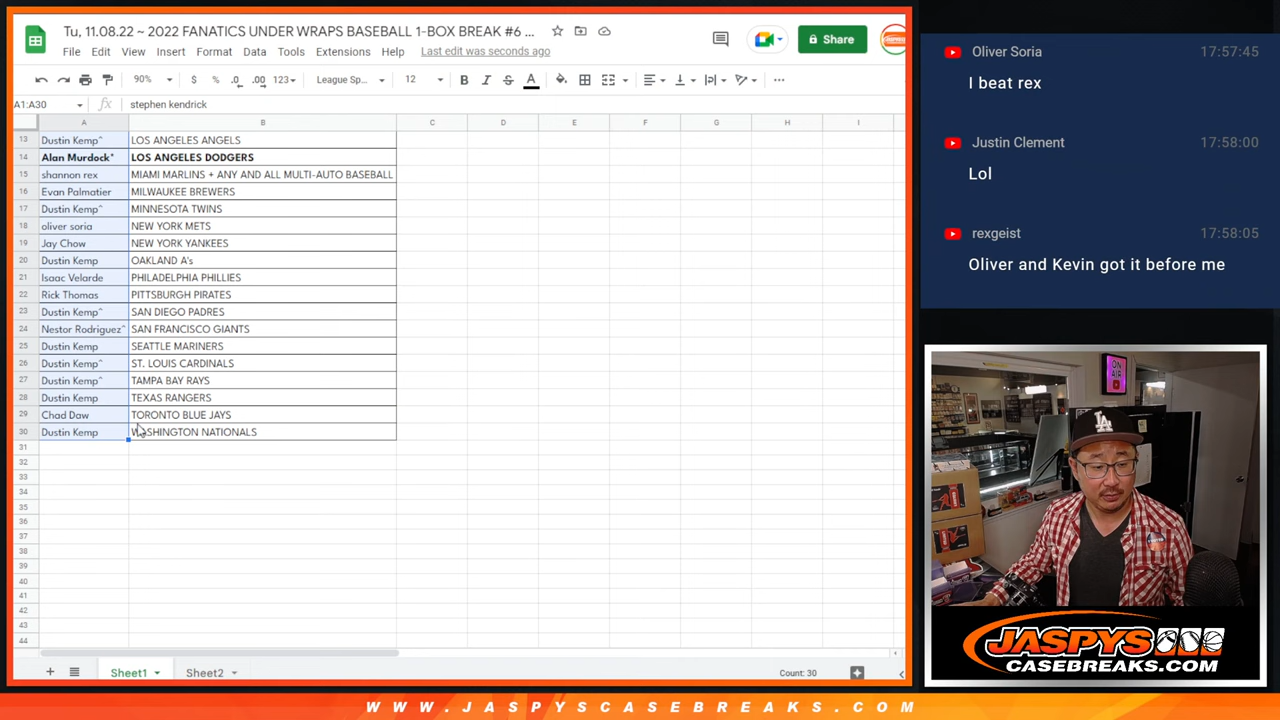 Tu, 11.08.22 ~ 2022 FANATICS UNDER WRAPS BASEBALL 1-BOX BREAK #6 ...
File Edit View Insert Format Data Tools Extensions Help Last edit was seconds ago
Share
90% $ % .0 .00 123 League Sp... 12 B I S A
A1:A30 fx stephen kendrick
A B C D E F G H I
13 Dustin Kemp^ LOS ANGELES ANGELS
14 Alan Murdock* LOS ANGELES DODGERS
15 shannon rex MIAMI MARLINS + ANY AND ALL MULTI-AUTO BASEBALL
16 Evan Palmatier MILWAUKEE BREWERS
17 Dustin Kemp^ MINNESOTA TWINS
18 oliver soria NEW YORK METS
19 Jay Chow NEW YORK YANKEES
20 Dustin Kemp OAKLAND A's
21 Isaac Velarde PHILADELPHIA PHILLIES
22 Rick Thomas PITTSBURGH PIRATES
23 Dustin Kemp^ SAN DIEGO PADRES
24 Nestor Rodriguez^ SAN FRANCISCO GIANTS
25 Dustin Kemp SEATTLE MARINERS
26 Dustin Kemp^ ST. LOUIS CARDINALS
27 Dustin Kemp^ TAMPA BAY RAYS
28 Dustin Kemp TEXAS RANGERS
29 Chad Daw TORONTO BLUE JAYS
30 Dustin Kemp WASHINGTON NATIONALS
31
32
33
34
35
36
37
38
39
40
41
42
43
44
+ Sheet1 Sheet2 Count: 30
Oliver Soria 17:57:45
I beat rex
Justin Clement 17:58:00
Lol
rexgeist 17:58:05
Oliver and Kevin got it before me
ON AIR
LA
JASPYS
CASEBREAKS.COM
WWW.JASPYSCASEBREAKS.COM